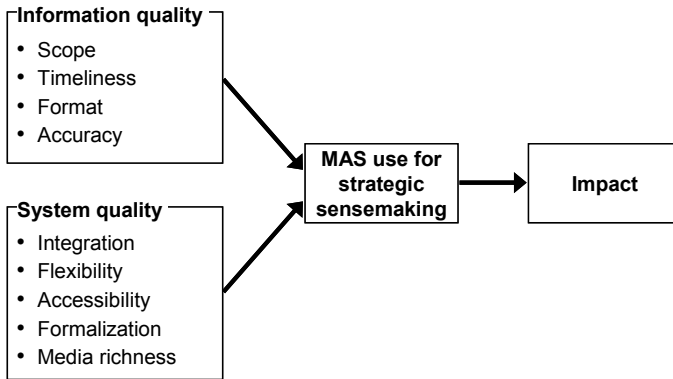 Information quality
• Scope
• Timeliness
• Format
• Accuracy
System quality
• Integration
• Flexibility
• Accessibility
• Formalization
• Media richness
MAS use for
strategic
sensemaking
Impact